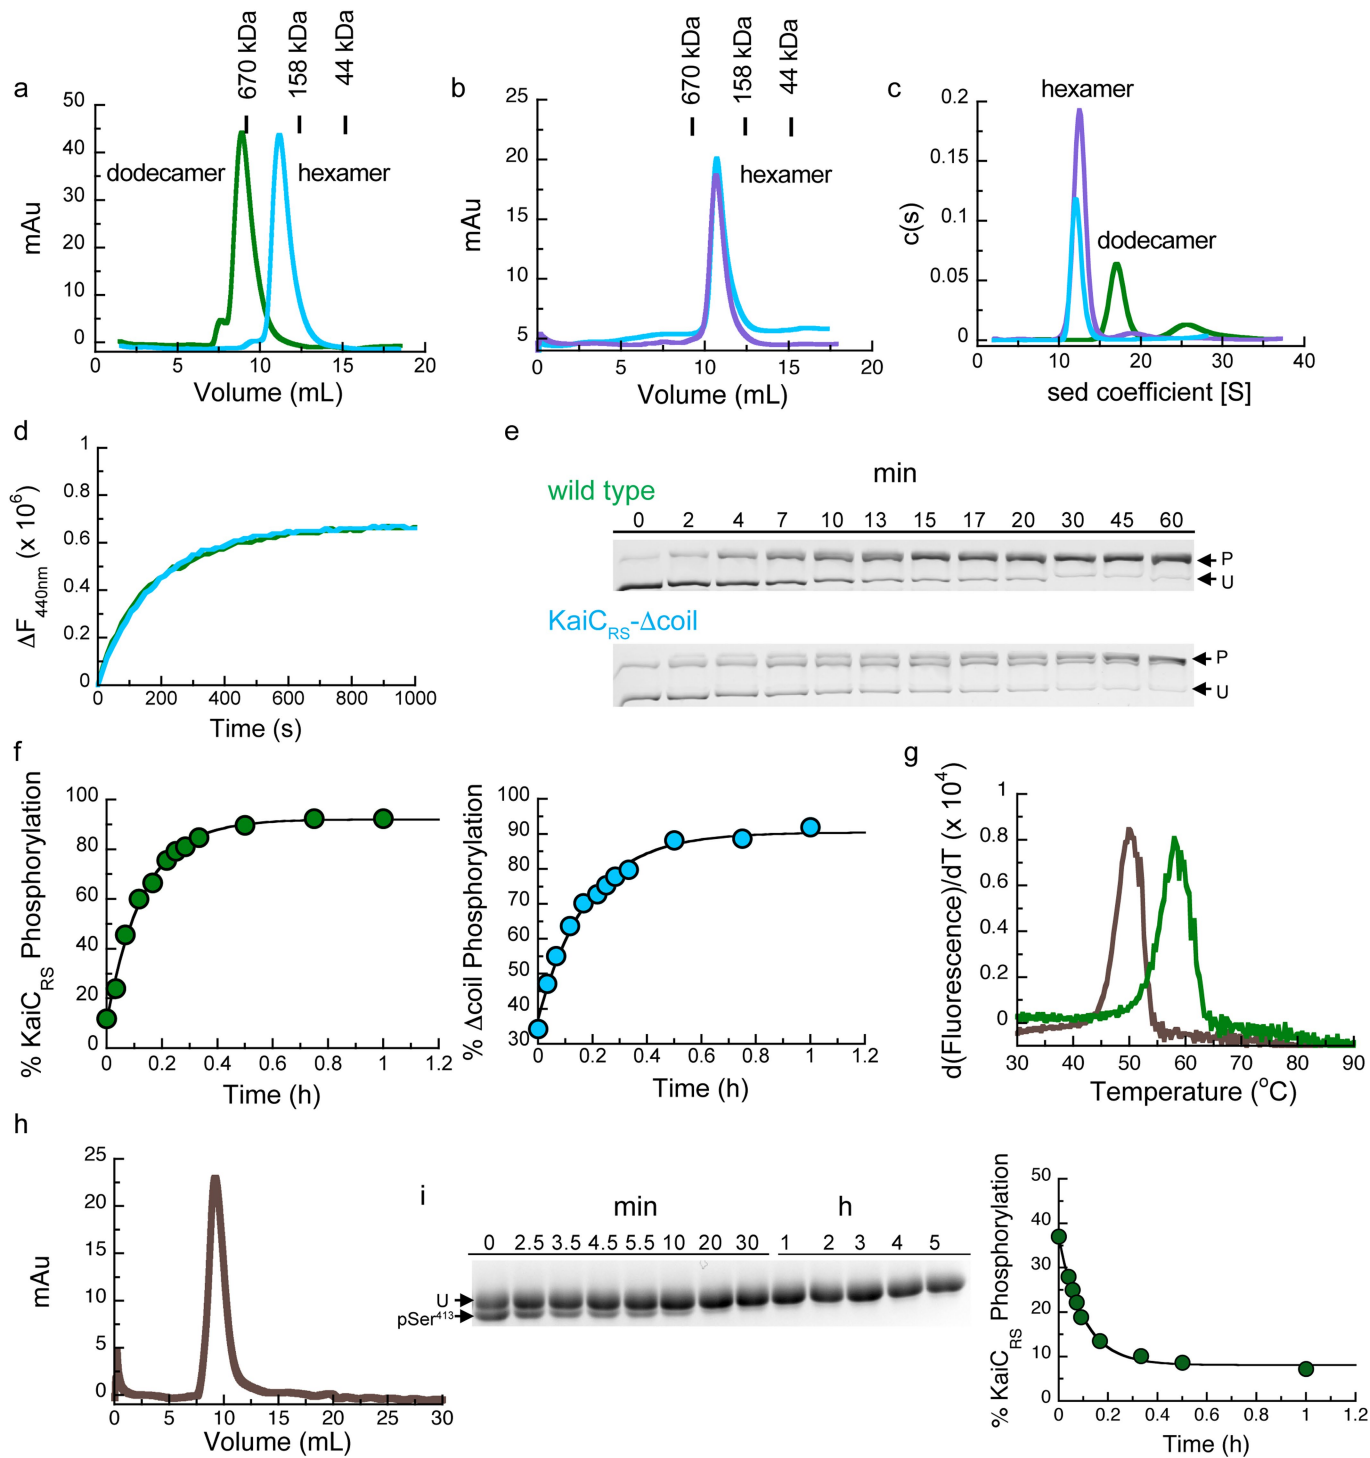 a
670 kDa
158 kDa
44 kDa
50
40
30
20
10
0
mAu
dodecamer
hexamer
0
5
10
15
20
Volume (mL)
b
670 kDa
158 kDa
44 kDa
25
20
15
10
5
mAu
hexamer
0
5
10
15
20
Volume (mL)
c
0.2
0.15
0.1
0.05
0
c(s)
hexamer
dodecamer
0
10
20
30
40
sed coefficient [S]
d
1
0.8
0.6
0.4
0.2
0
ΔF440nm (x 10^6)
0
200
400
600
800
1000
Time (s)
e
min
wild type
0 2 4 7 10 13 15 17 20 30 45 60
P
U
KaiCRS-Δcoil
P
U
f
100
80
60
40
20
0
% KaiCRS Phosphorylation
0
0.2
0.4
0.6
0.8
1
1.2
Time (h)
100
90
80
70
60
50
40
30
% Δcoil Phosphorylation
0
0.2
0.4
0.6
0.8
1
1.2
Time (h)
g
1
0.8
0.6
0.4
0.2
0
d(Fluorescence)/dT (x 10^4)
30
40
50
60
70
80
90
Temperature (°C)
h
25
20
15
10
5
0
mAu
0
5
10
15
20
25
30
Volume (mL)
i
min
h
0 2.5 3.5 4.5 5.5 10 20 30 1 2 3 4 5
U
pSer413
50
40
30
20
10
0
% KaiCRS Phosphorylation
0
0.2
0.4
0.6
0.8
1
1.2
Time (h)